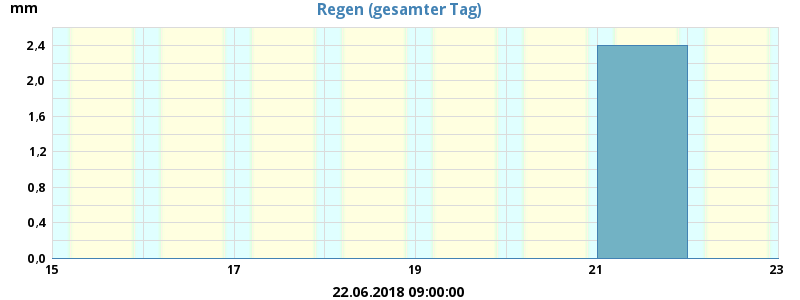 mm
Regen (gesamter Tag)
2,4
2,0
1,6
1,2
0,8
0,4
0,0
15 17 19 21 23
22.06.2018 09:00:00